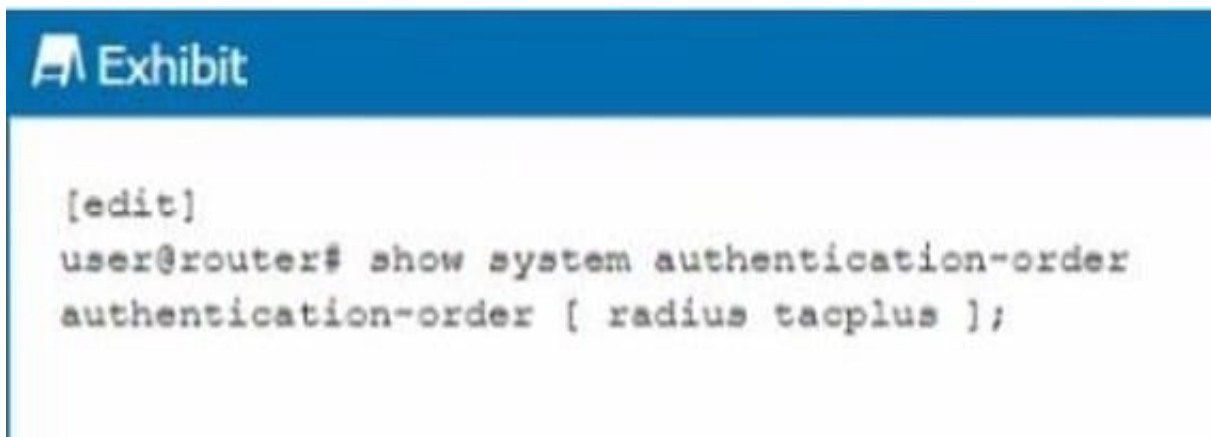 Exhibit
[edit]
user@router# show system authentication-order
authentication-order [ radius tacplus ];